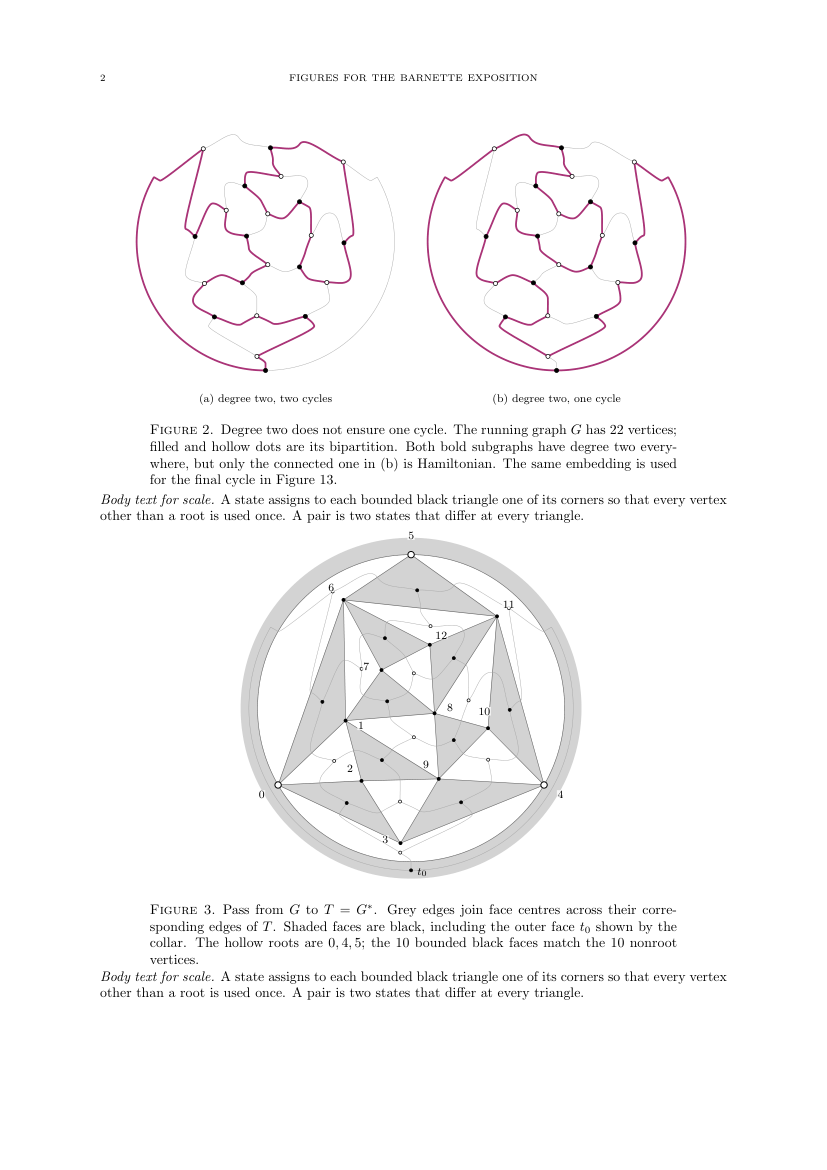 2
FIGURES FOR THE BARNETTE EXPOSITION
(a) degree two, two cycles
(b) degree two, one cycle
FIGURE 2. Degree two does not ensure one cycle. The running graph G has 22 vertices;
filled and hollow dots are its bipartition. Both bold subgraphs have degree two every-
where, but only the connected one in (b) is Hamiltonian. The same embedding is used
for the final cycle in Figure 13.
Body text for scale. A state assigns to each bounded black triangle one of its corners so that every vertex
other than a root is used once. A pair is two states that differ at every triangle.
5
6
11
12
7
8
10
1
2
9
0
4
3
t₀
FIGURE 3. Pass from G to T = G*. Grey edges join face centres across their corre-
sponding edges of T. Shaded faces are black, including the outer face t₀ shown by the
collar. The hollow roots are 0, 4, 5; the 10 bounded black faces match the 10 nonroot
vertices.
Body text for scale. A state assigns to each bounded black triangle one of its corners so that every vertex
other than a root is used once. A pair is two states that differ at every triangle.